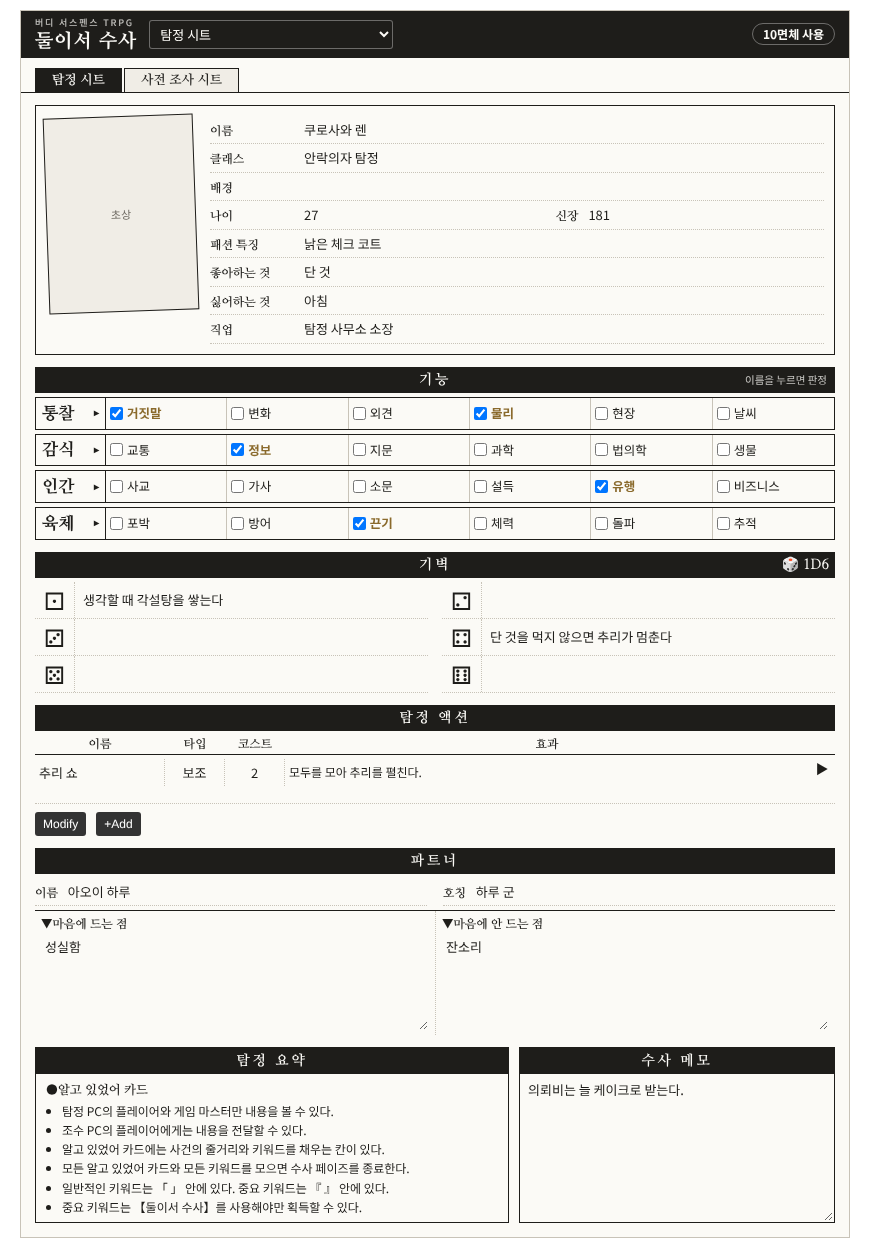 버디 서스펜스 TRPG
둘이서 수사
탐정 시트
10면체 사용
탐정 시트
사전 조사 시트
초상
이름 쿠로사와 렌
클래스 안락의자 탐정
배경
나이 27 신장 181
패션 특징 낡은 체크 코트
좋아하는 것 단 것
싫어하는 것 아침
직업 탐정 사무소 소장
기능 이름을 누르면 판정
통찰 ▸ 거짓말 변화 외견 물리 현장 날씨
감식 ▸ 교통 정보 지문 과학 법의학 생물
인간 ▸ 사교 가사 소문 설득 유행 비즈니스
육체 ▸ 포박 방어 끈기 체력 돌파 추적
기벽 🎲 1D6
⚀ 생각할 때 각설탕을 쌓는다 ⚁
⚂ ⚃ 단 것을 먹지 않으면 추리가 멈춘다
⚄ ⚅
탐정 액션
이름 타입 코스트 효과
추리 쇼 보조 2 모두를 모아 추리를 펼친다. ▶
Modify +Add
파트너
이름 아오이 하루 호칭 하루 군
▼마음에 드는 점 ▼마음에 안 드는 점
성실함 잔소리
탐정 요약
●알고 있었어 카드
• 탐정 PC의 플레이어와 게임 마스터만 내용을 볼 수 있다.
• 조수 PC의 플레이어에게는 내용을 전달할 수 있다.
• 알고 있었어 카드에는 사건의 줄거리와 키워드를 채우는 칸이 있다.
• 모든 알고 있었어 카드와 모든 키워드를 모으면 수사 페이즈를 종료한다.
• 일반적인 키워드는 「 」 안에 있다. 중요 키워드는 『 』 안에 있다.
• 중요 키워드는 【둘이서 수사】를 사용해야만 획득할 수 있다.
수사 메모
의뢰비는 늘 케이크로 받는다.